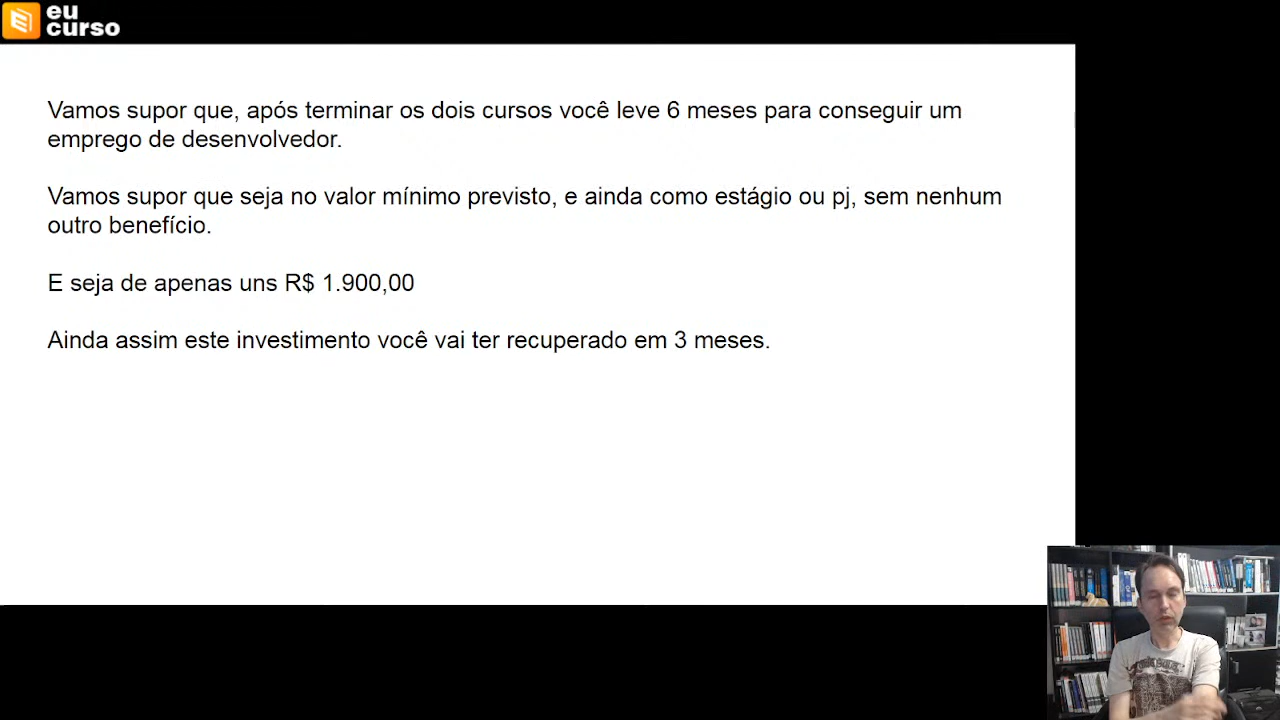 eu
curso
Vamos supor que, após terminar os dois cursos você leve 6 meses para conseguir um
emprego de desenvolvedor.
Vamos supor que seja no valor mínimo previsto, e ainda como estágio ou pj, sem nenhum
outro benefício.
E seja de apenas uns R$ 1.900,00
Ainda assim este investimento você vai ter recuperado em 3 meses.